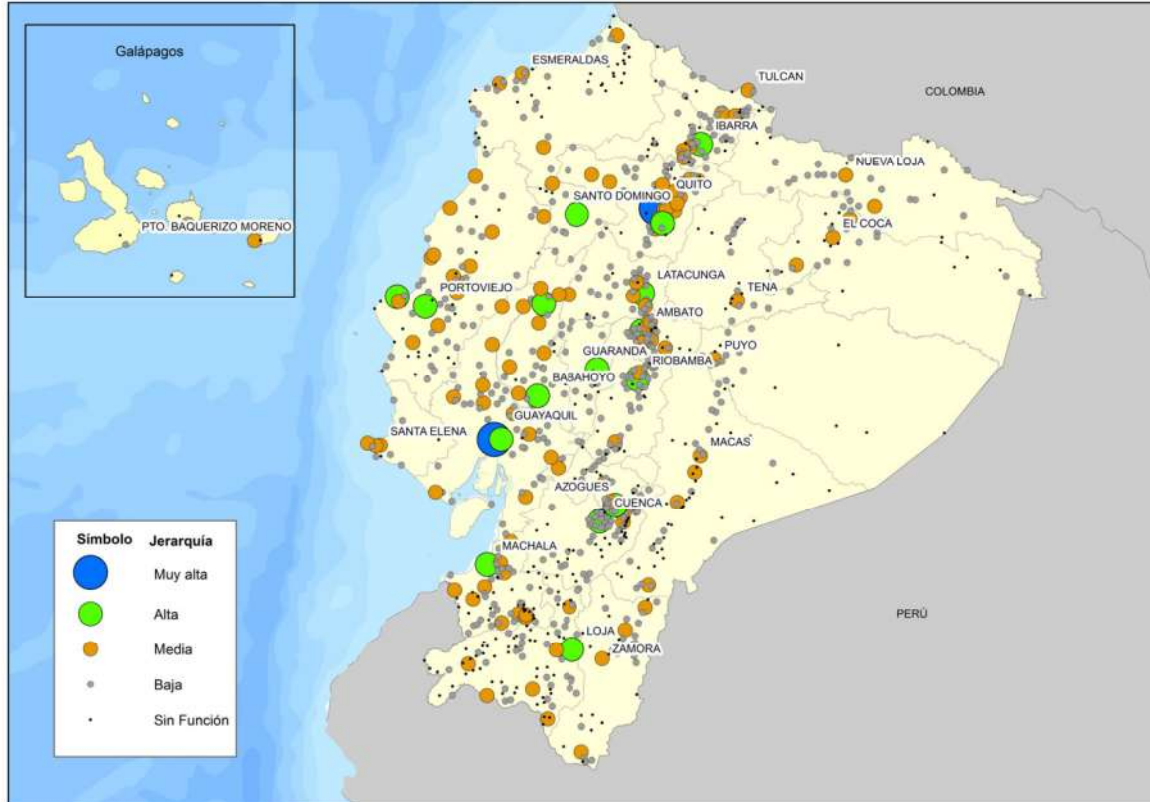 Galápagos
PTO. BAQUERIZO MORENO
ESMERALDAS
TULCAN
COLOMBIA
IBARRA
NUEVA LOJA
QUITO
SANTO DOMINGO
EL COCA
LATACUNGA
PORTOVIEJO
TENA
AMBATO
PUYO
GUARANDA
RIOBAMBA
BABAHOYO
GUAYAQUIL
SANTA ELENA
MACAS
AZOGUES
CUENCA
MACHALA
PERÚ
LOJA
ZAMORA
Símbolo Jerarquía
Muy alta
Alta
Media
Baja
Sin Función